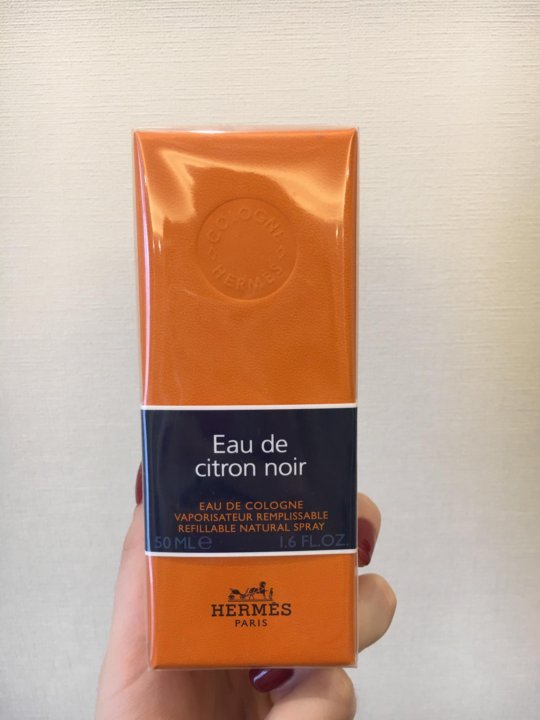 COLOGNE
HERMÈS
Eau de
citron noir
EAU DE COLOGNE
VAPORISATEUR REMPLISSABLE
REFILLABLE NATURAL SPRAY
50 ML℮ 1.6 FL.OZ.
HERMÈS
PARIS